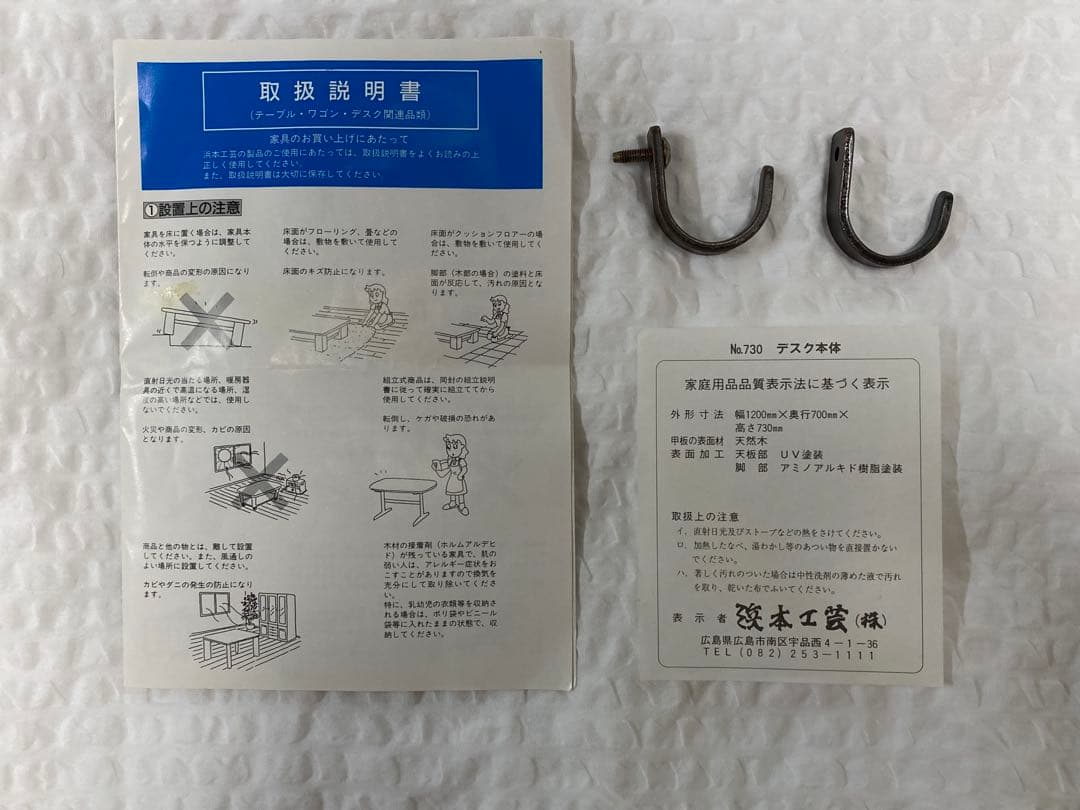 取扱説明書
(テーブル・ワゴン・デスク関連品類)
家具のお買い上げにあたって
浜本工芸の製品のご使用にあたっては、取扱説明書をよくお読みの上
正しく使用してください。
また、取扱説明書は大切に保存してください
①設置上の注意
家具を床に置く場合は、家具本
体の水平を保つように調整して
ください。
転倒や商品の変形の原因になり
ます。
床面がフローリング、畳などの
場合は、敷物を敷いて使用して
ください。
床面のキズ防止になります。
床面がクッションフロアーの場
合は、敷物を敷いて使用してく
ださい。
脚部(木部の場合)の塗料と床
面が反応して、汚れの原因とな
ります。
直射日光の当たる場所、暖房器
具の近くで高温になる場所、湿
度の高い場所などでは、使用し
ないでください。
火災や商品の変形、カビの原因
となります。
組立式商品は、同封の組立説明
書に従って確実に組立ててから
使用してください。
転倒し、ケガや破損の恐れがあ
ります。
商品と他の物とは、離して設置
してください。また、風通しの
よい場所に設置してください。
カビやダニの発生の防止になり
ます。
木材の接着剤(ホルムアルデヒ
ド)が残っている家具で、肌の
弱い人は、アレルギー症状をお
こすことがありますので換気を
充分にして取り除いてくださ
い。
特に、乳幼児の衣類等を収納さ
れる場合は、ポリ袋やビニール
袋等に入れたままの状態で、収
納してください。
№730 デスク本体
家庭用品品質表示法に基づく表示
外形寸法 幅1200㎜×奥行700㎜×
高さ730㎜
甲板の表面材 天然木
表面加工 天板部 UV塗装
脚部 アミノアルキド樹脂塗装
取扱上の注意
イ、直射日光及びストーブなどの熱をさけてください。
ロ、加熱したなべ、湯わかし等のあつい物を直接置かない
でください。
ハ、著しく汚れのついた場合は中性洗剤の薄めた液で汚れ
を取り、乾いた布でふいてください。
表示者 浜本工芸(株)
広島県広島市南区宇品西4-1-36
TEL(082)253-1111